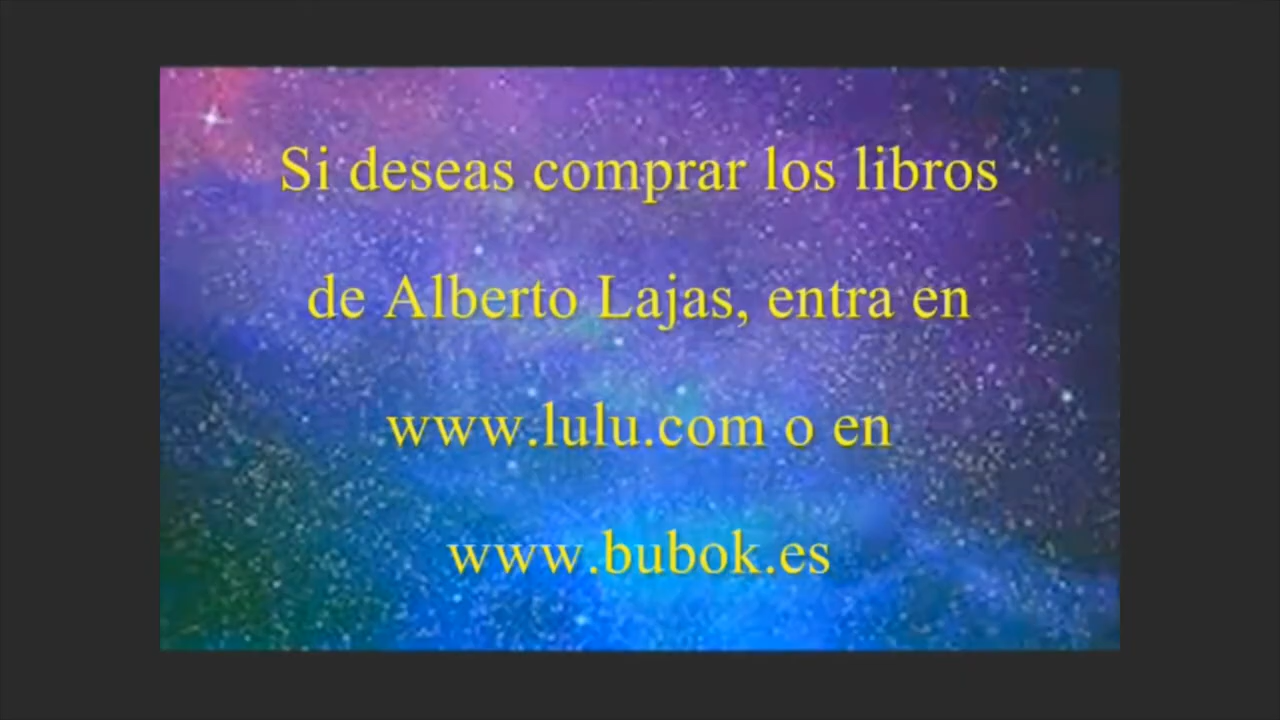 Si deseas comprar los libros
de Alberto Lajas, entra en
www.lulu.com o en
www.bubok.es